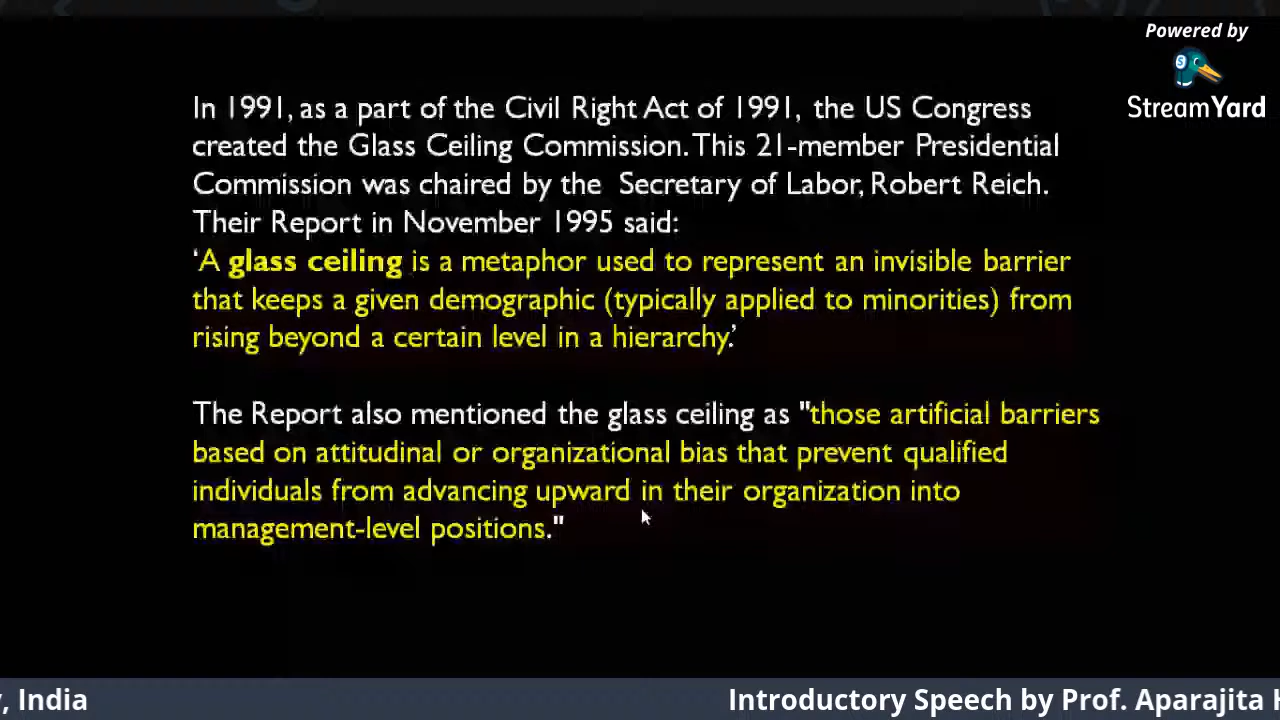 Powered by
StreamYard
In 1991, as a part of the Civil Right Act of 1991, the US Congress
created the Glass Ceiling Commission. This 21-member Presidential
Commission was chaired by the Secretary of Labor, Robert Reich.
Their Report in November 1995 said:
‘A glass ceiling is a metaphor used to represent an invisible barrier
that keeps a given demographic (typically applied to minorities) from
rising beyond a certain level in a hierarchy.’
The Report also mentioned the glass ceiling as "those artificial barriers
based on attitudinal or organizational bias that prevent qualified
individuals from advancing upward in their organization into
management-level positions."
, India Introductory Speech by Prof. Aparajita